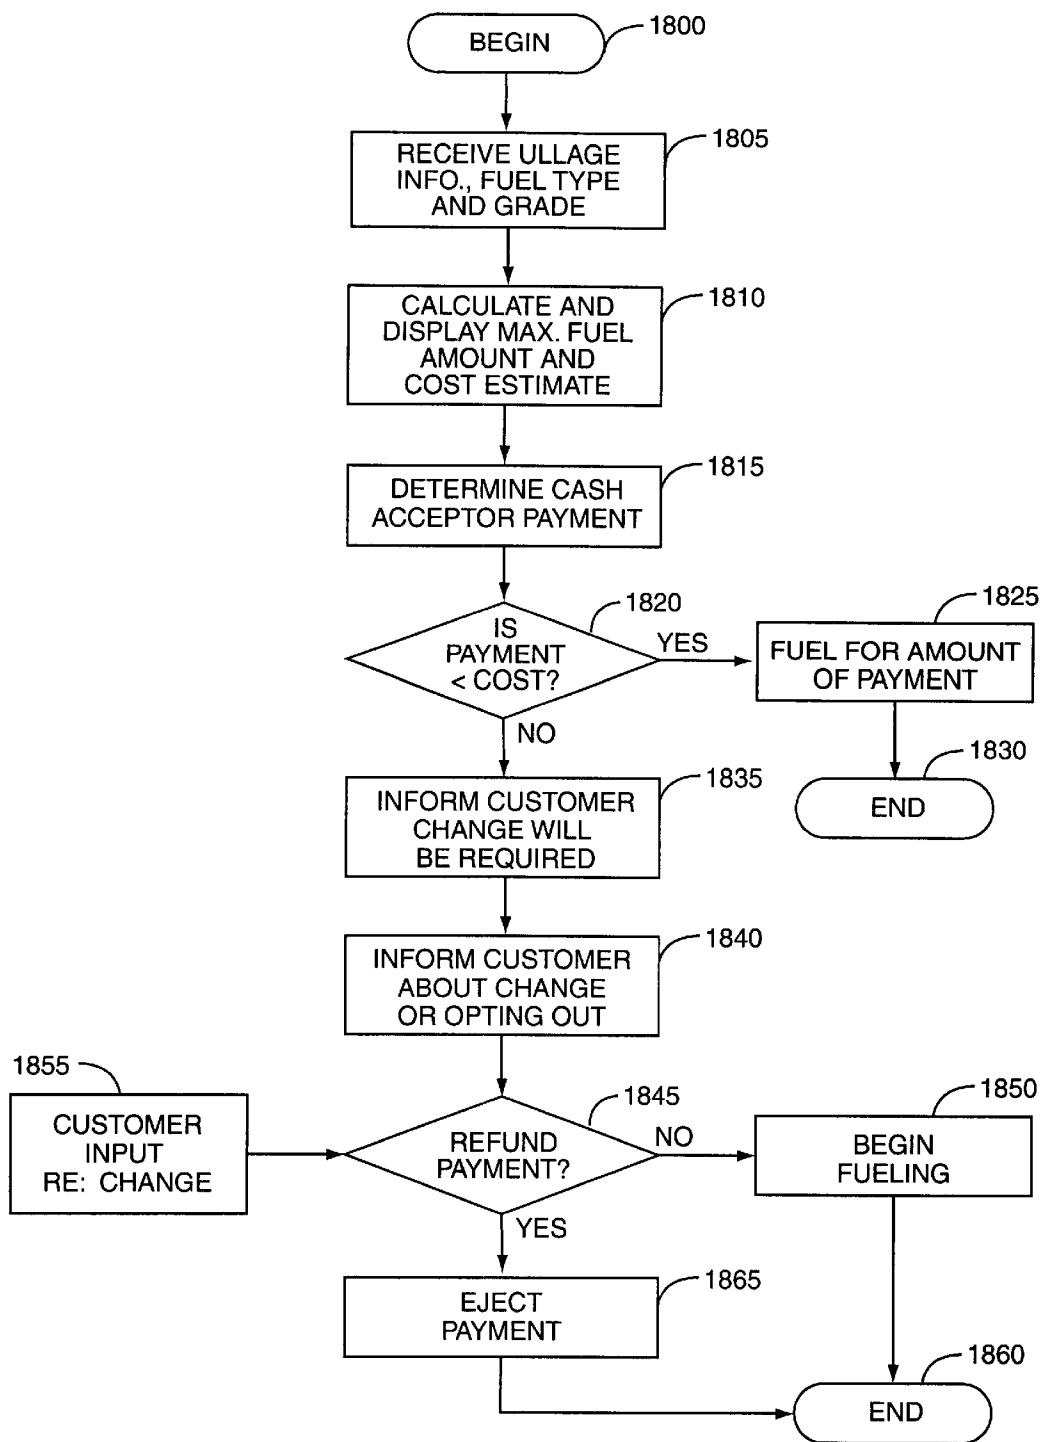 BEGIN
1800
1805
RECEIVE ULLAGE
INFO., FUEL TYPE
AND GRADE
1810
CALCULATE AND
DISPLAY MAX. FUEL
AMOUNT AND
COST ESTIMATE
1815
DETERMINE CASH
ACCEPTOR PAYMENT
1820
IS
PAYMENT
< COST?
YES
1825
FUEL FOR AMOUNT
OF PAYMENT
NO
1830
END
1835
INFORM CUSTOMER
CHANGE WILL
BE REQUIRED
1840
INFORM CUSTOMER
ABOUT CHANGE
OR OPTING OUT
1855
CUSTOMER
INPUT
RE: CHANGE
1845
REFUND
PAYMENT?
NO
1850
BEGIN
FUELING
YES
1865
EJECT
PAYMENT
1860
END